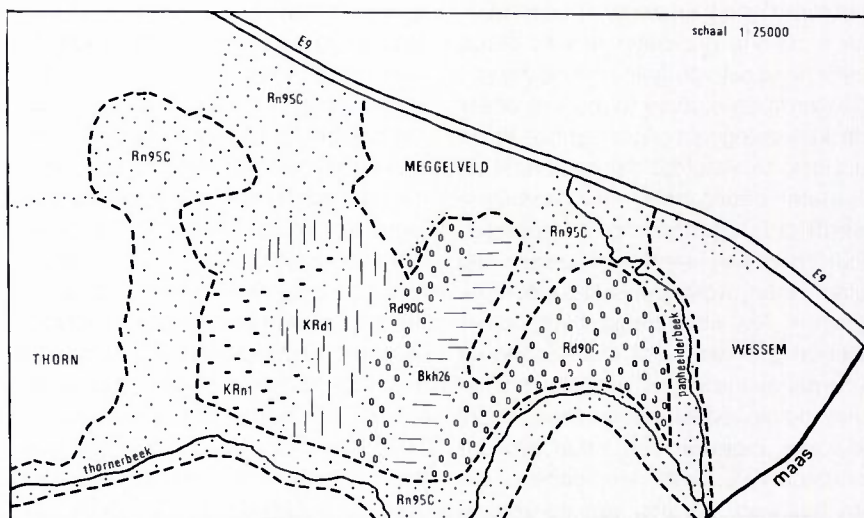 schaal 1:25000
E9
Rn95C
Rn95C
MEGGELVELD
Rn95C
E9
Rd90C
KRd1
Rd90C
THORN
WESSEM
Bkh26
panheelderbeek
KRn1
thornerbeek
maas
Rn95C